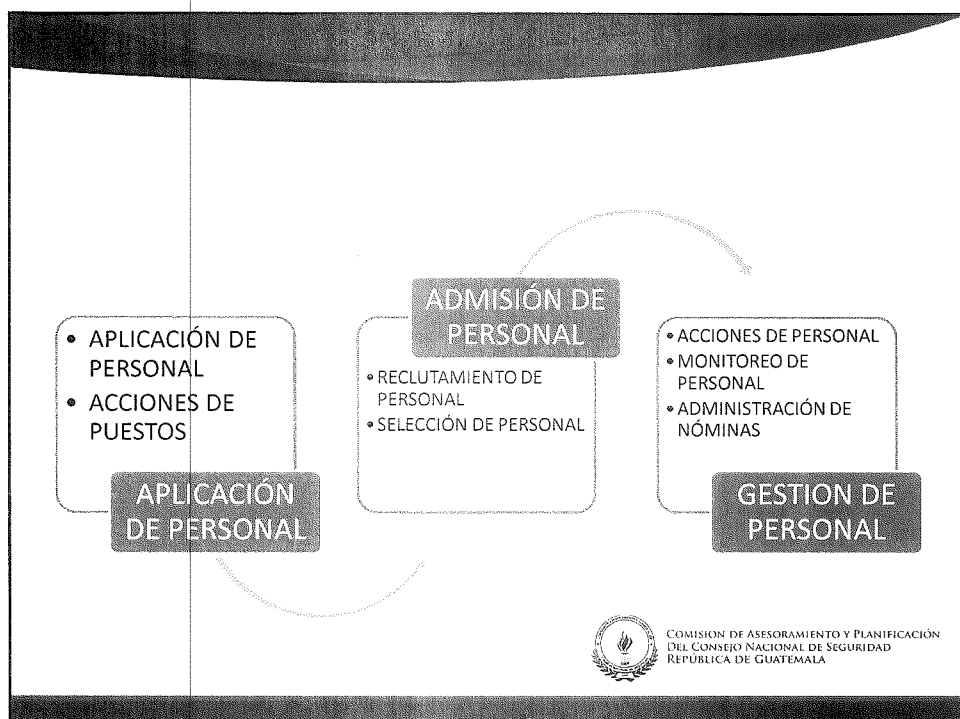 • APLICACIÓN DE
PERSONAL
• ACCIONES DE
PUESTOS
APLICACIÓN
DE PERSONAL
ADMISIÓN DE
PERSONAL
• RECLUTAMIENTO DE
PERSONAL
• SELECCIÓN DE PERSONAL
• ACCIONES DE PERSONAL
• MONITOREO DE
PERSONAL
• ADMINISTRACIÓN DE
NÓMINAS
GESTION DE
PERSONAL
COMISION DE ASESORAMIENTO Y PLANIFICACIÓN
DEL CONSEJO NACIONAL DE SEGURIDAD
REPÚBLICA DE GUATEMALA